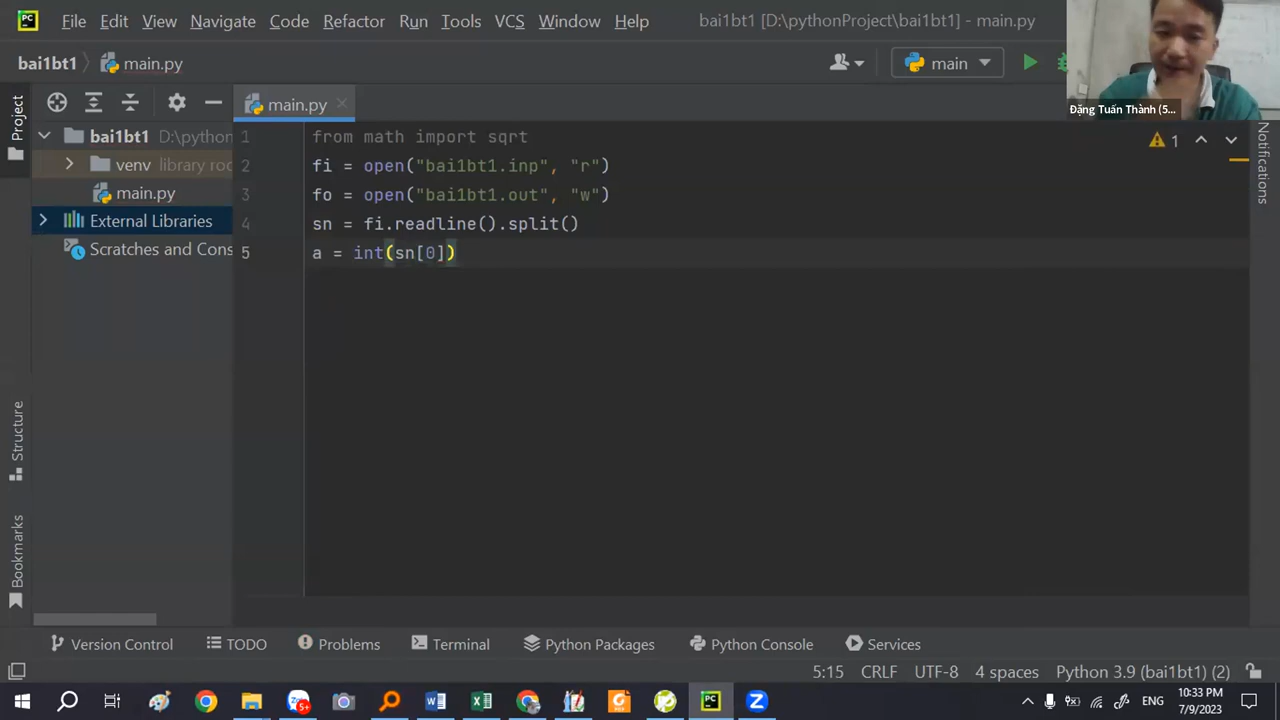 PC File Edit View Navigate Code Refactor Run Tools VCS Window Help bai1bt1 [D:\pythonProject\bai1bt1] - main.py
bai1bt1 main.py main
Đặng Tuấn Thành (5...
Project main.py
bai1bt1 D:\python
venv library roo
main.py
External Libraries
Scratches and Cons
1 from math import sqrt
2 fi = open("bai1bt1.inp", "r")
3 fo = open("bai1bt1.out", "w")
4 sn = fi.readline().split()
5 a = int(sn[0])
1
Notifications
Structure
Bookmarks
Version Control TODO Problems Terminal Python Packages Python Console Services
5:15 CRLF UTF-8 4 spaces Python 3.9 (bai1bt1) (2)
5+ PC ENG 10:33 PM
7/9/2023